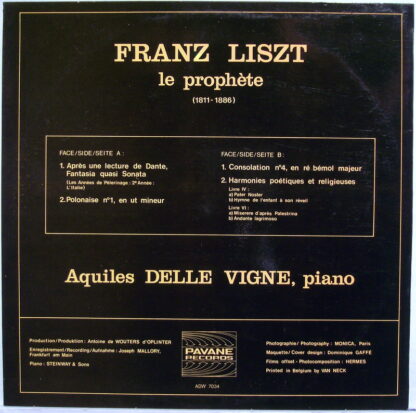 FRANZ LISZT
le prophète
(1811-1886)
FACE/SIDE/SEITE A :
1. Après une lecture de Dante,
Fantasia quasi Sonata
(Les Années de Pèlerinage : 2e Année :
L'Italie)
2. Polonaise n°1, en ut mineur
FACE/SIDE/SEITE B :
1. Consolation n°4, en ré bémol majeur
2. Harmonies poétiques et religieuses
Livre IV :
a) Pater Noster
b) Hymne de l'enfant à son réveil
Livre VI :
a) Miserere d'après Palestrina
b) Andante lagrimoso
Aquiles DELLE VIGNE, piano
Production/Produktion : Antoine de WOUTERS d'OPLINTER
Enregistrement/Recording/Aufnahme : Joseph MALLORY,
Frankfurt am Main
Piano : STEINWAY & Sons
PAVANE
RECORDS
ADW 7034
Photographie/Photography : MONICA, Paris
Maquette/Cover design : Dominique GAFFÉ
Films offset - Photocomposition : HERMES
Printed in Belgium by VAN NECK